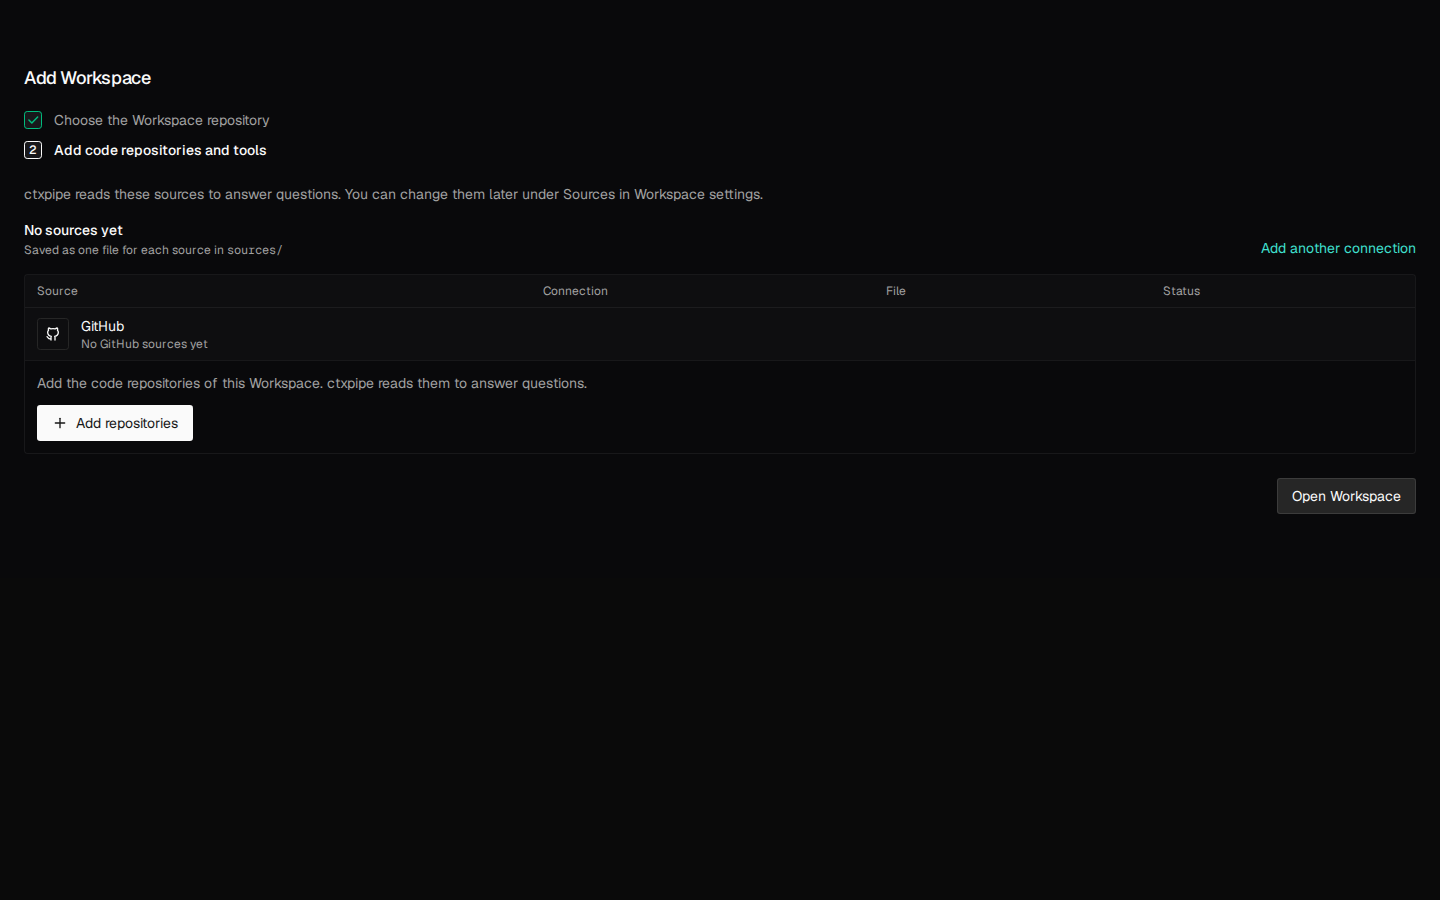 Add Workspace
Choose the Workspace repository
2 Add code repositories and tools
ctxpipe reads these sources to answer questions. You can change them later under Sources in Workspace settings.
No sources yet
Saved as one file for each source in sources/
Add another connection
Source Connection File Status
GitHub
No GitHub sources yet
Add the code repositories of this Workspace. ctxpipe reads them to answer questions.
Add repositories
Open Workspace